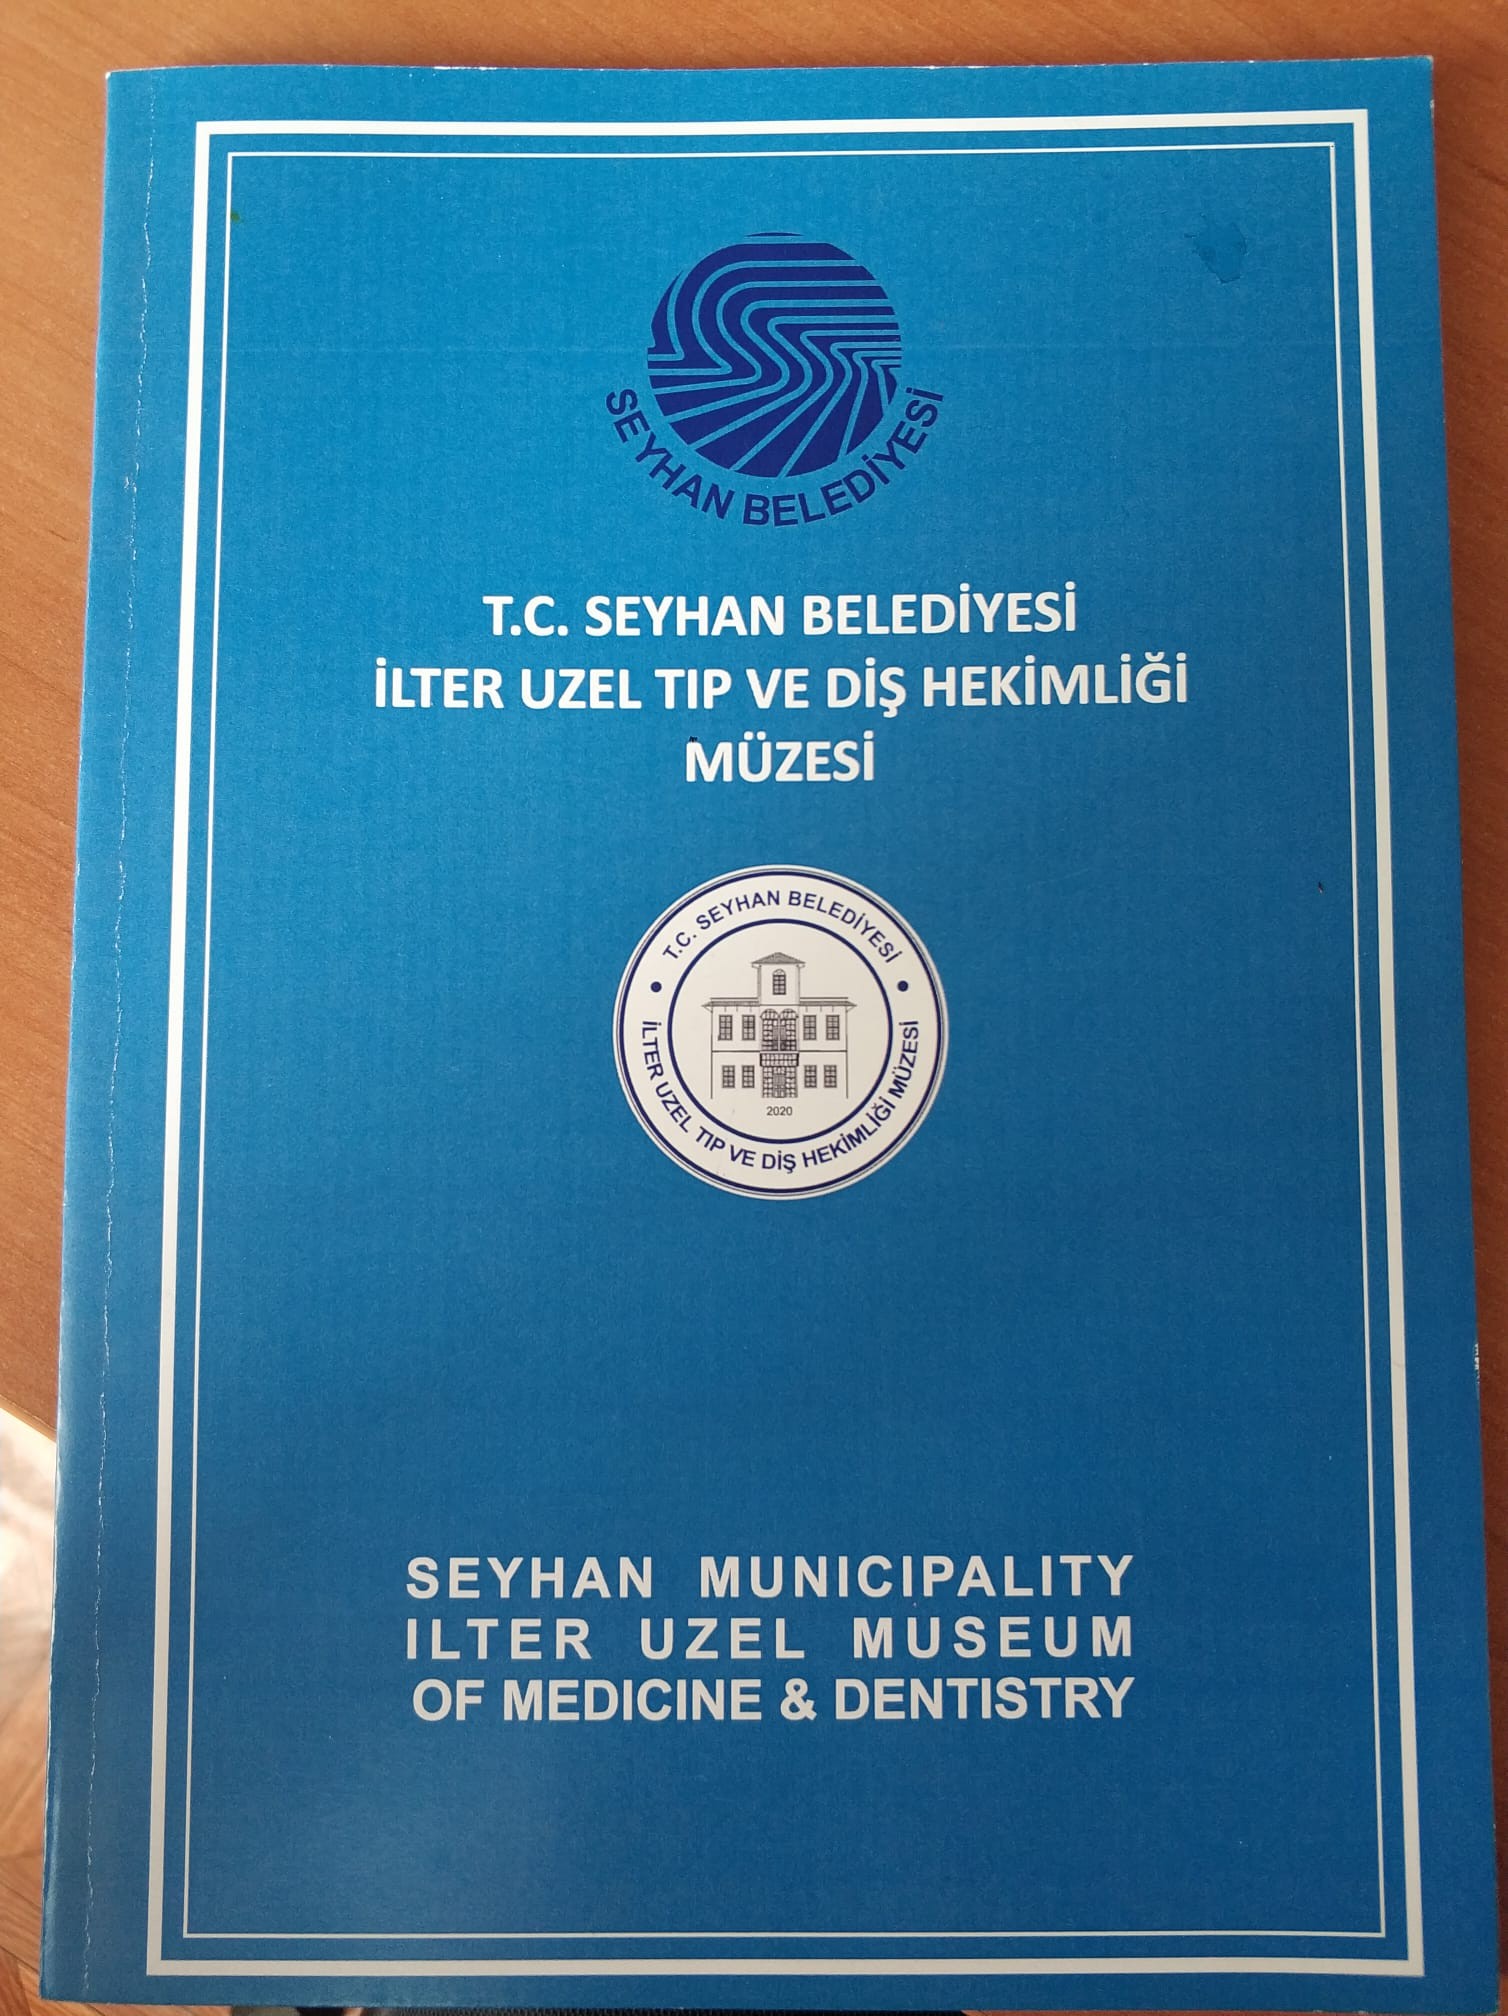 SEYHAN BELEDİYESİ
T.C. SEYHAN BELEDİYESİ
İLTER UZEL TIP VE DİŞ HEKİMLİĞİ
MÜZESİ
T.C. SEYHAN BELEDİYESİ
2020
İLTER UZEL TIP VE DİŞ HEKİMLİĞİ MÜZESİ
SEYHAN MUNICIPALITY
ILTER UZEL MUSEUM
OF MEDICINE & DENTISTRY